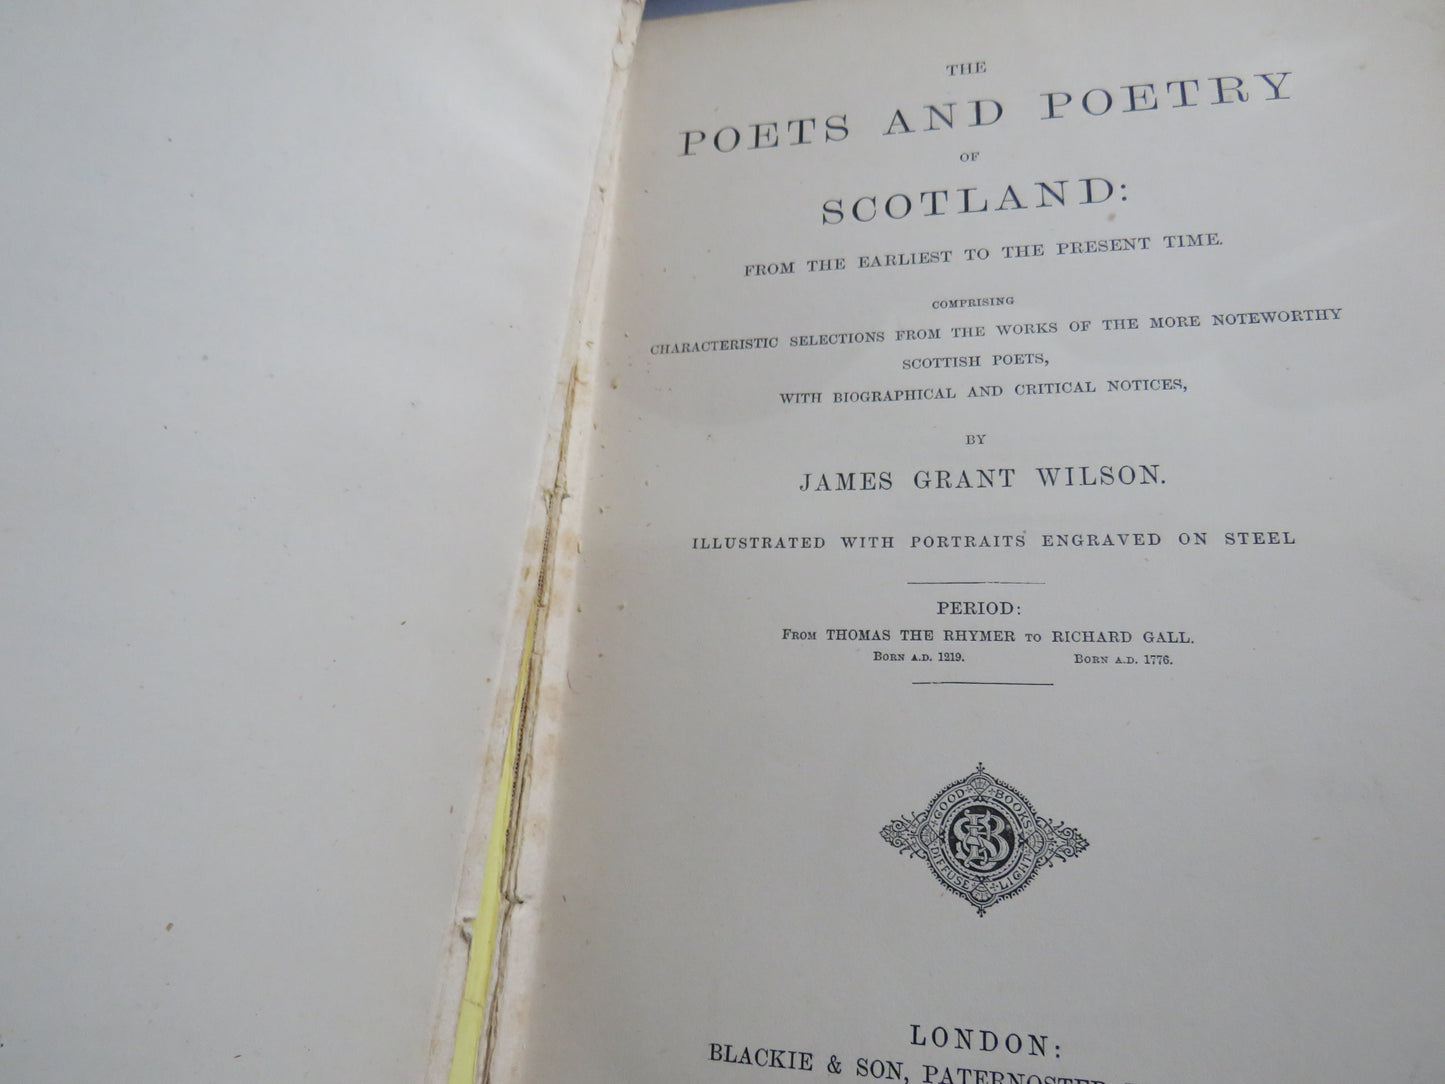 THE
POETS AND POETRY
OF
SCOTLAND:
FROM THE EARLIEST TO THE PRESENT TIME.
COMPRISING
CHARACTERISTIC SELECTIONS FROM THE WORKS OF THE MORE NOTEWORTHY
SCOTTISH POETS,
WITH BIOGRAPHICAL AND CRITICAL NOTICES,
BY
JAMES GRANT WILSON.
ILLUSTRATED WITH PORTRAITS ENGRAVED ON STEEL
PERIOD:
FROM THOMAS THE RHYMER TO RICHARD GALL.
BORN A.D. 1219. BORN A.D. 1776.
GOOD BOOKS
DIFFUSE LIGHT
LONDON:
BLACKIE & SON, PATERNOSTER